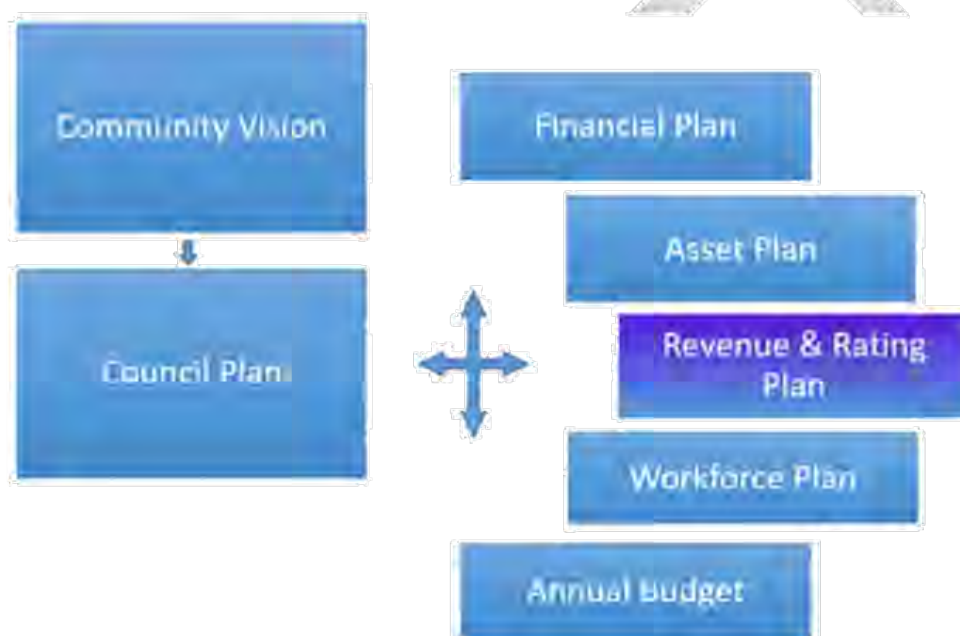 Community Vision
Financial Plan
Asset Plan
Revenue & Rating
Plan
Council Plan
Workforce Plan
Annual Budget